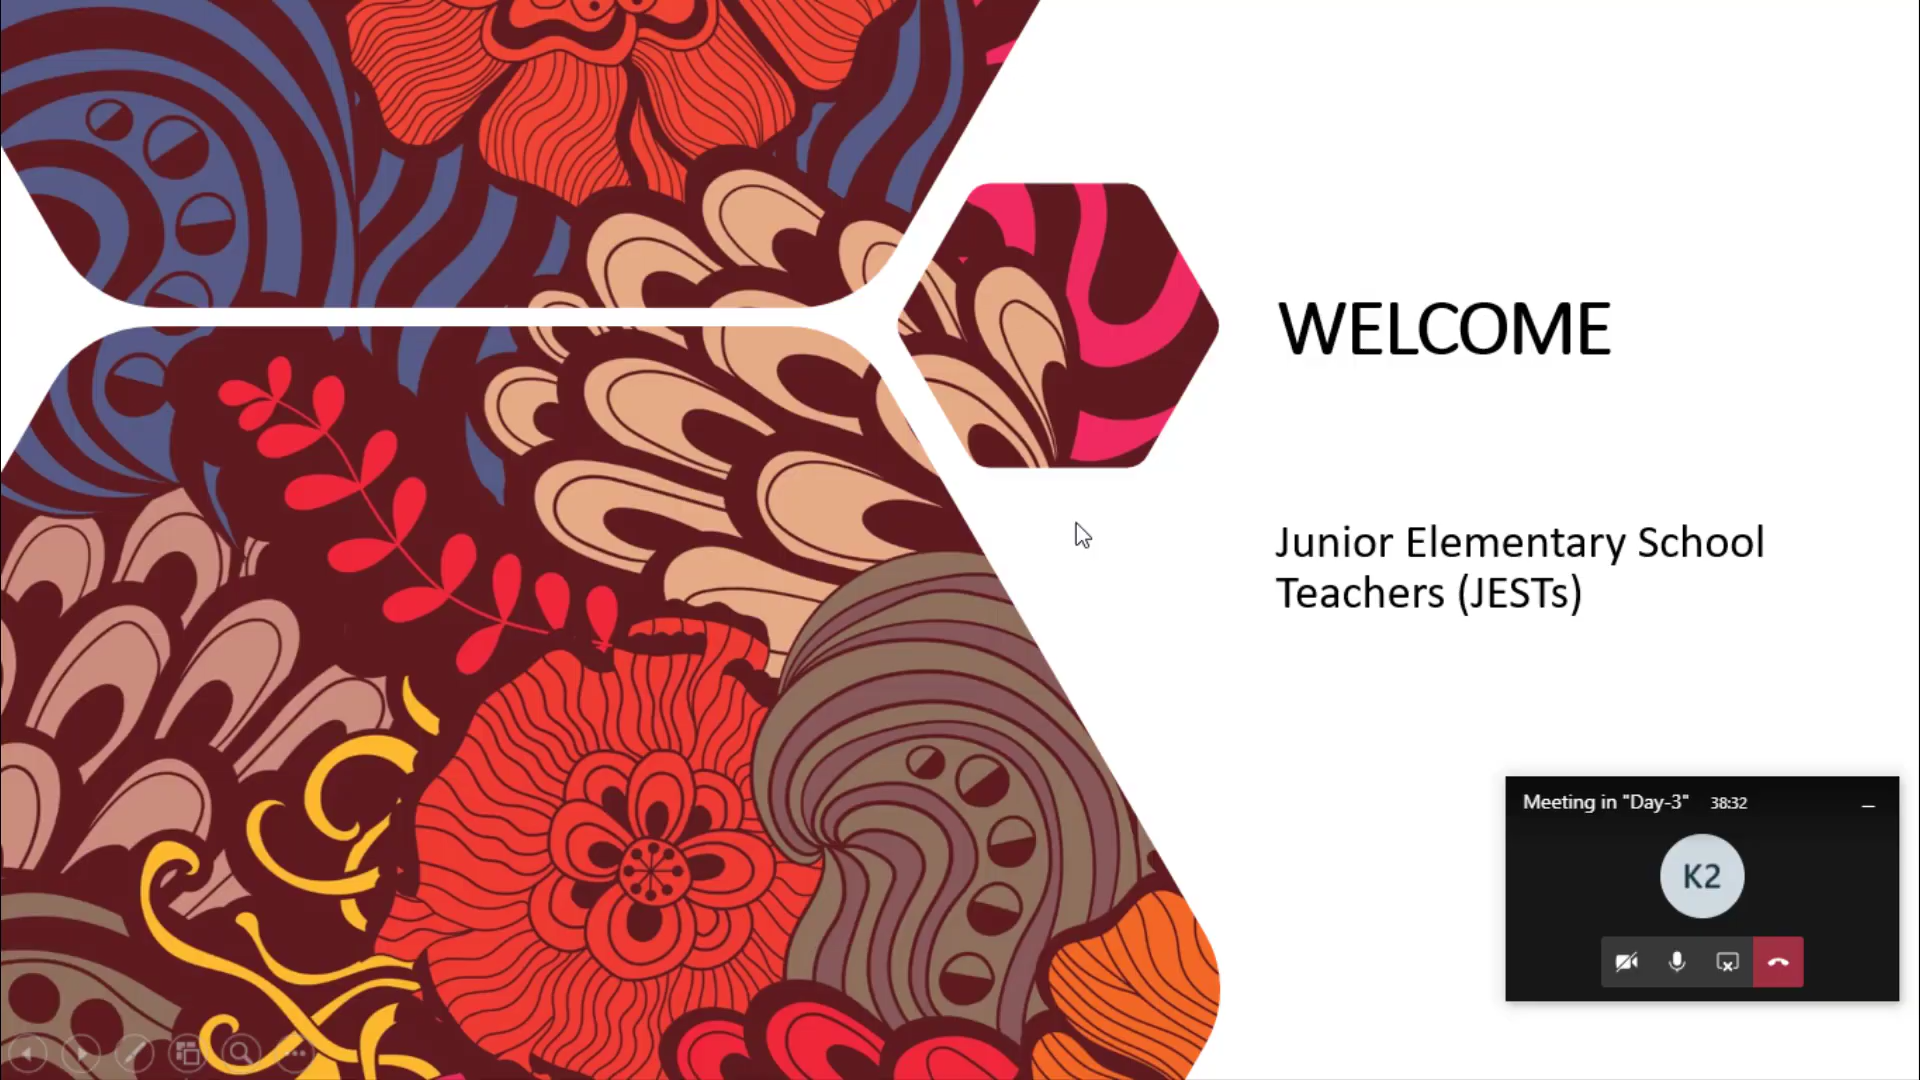 WELCOME
Junior Elementary School
Teachers (JESTs)
Meeting in "Day-3" 38:32
K2